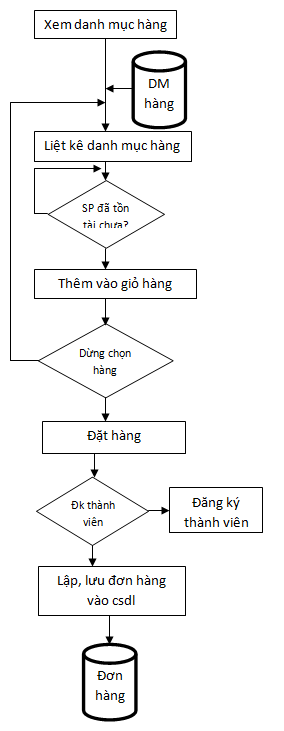 Xem danh mục hàng
DM
hàng
Liệt kê danh mục hàng
SP đã tồn
tại chưa?
Thêm vào giỏ hàng
Dừng chọn
hàng
Đặt hàng
Đk thành
viên
Đăng ký
thành viên
Lập, lưu đơn hàng
vào csdl
Đơn
hàng